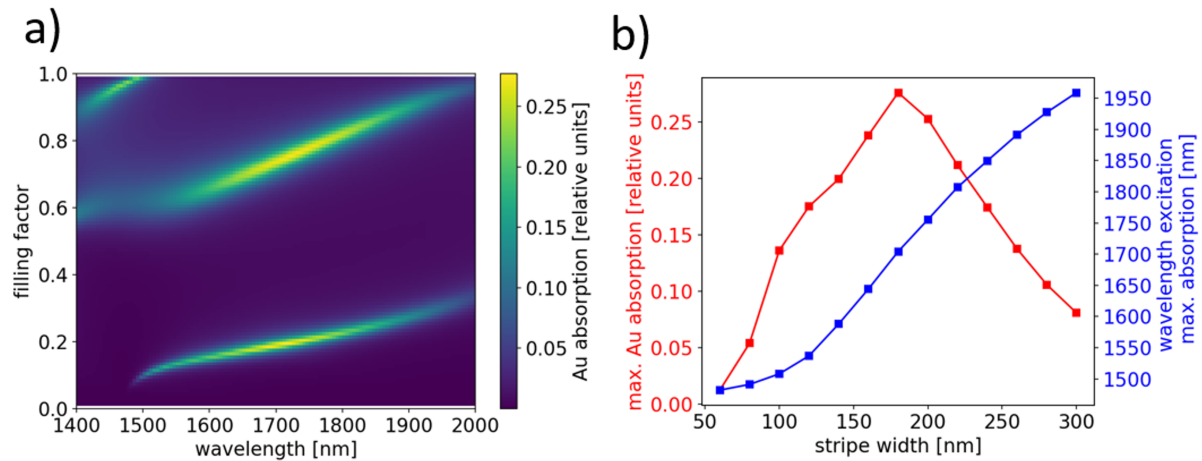 a)
1.0
0.8
0.6
0.4
0.2
0.0
filling factor
1400 1500 1600 1700 1800 1900 2000
wavelength [nm]
0.25
0.20
0.15
0.10
0.05
Au absorption [relative units]
b)
max. Au absorption [relative units]
0.25
0.20
0.15
0.10
0.05
0.00
50 100 150 200 250 300
stripe width [nm]
1950
1900
1850
1800
1750
1700
1650
1600
1550
1500
wavelength excitation
max. absorption [nm]